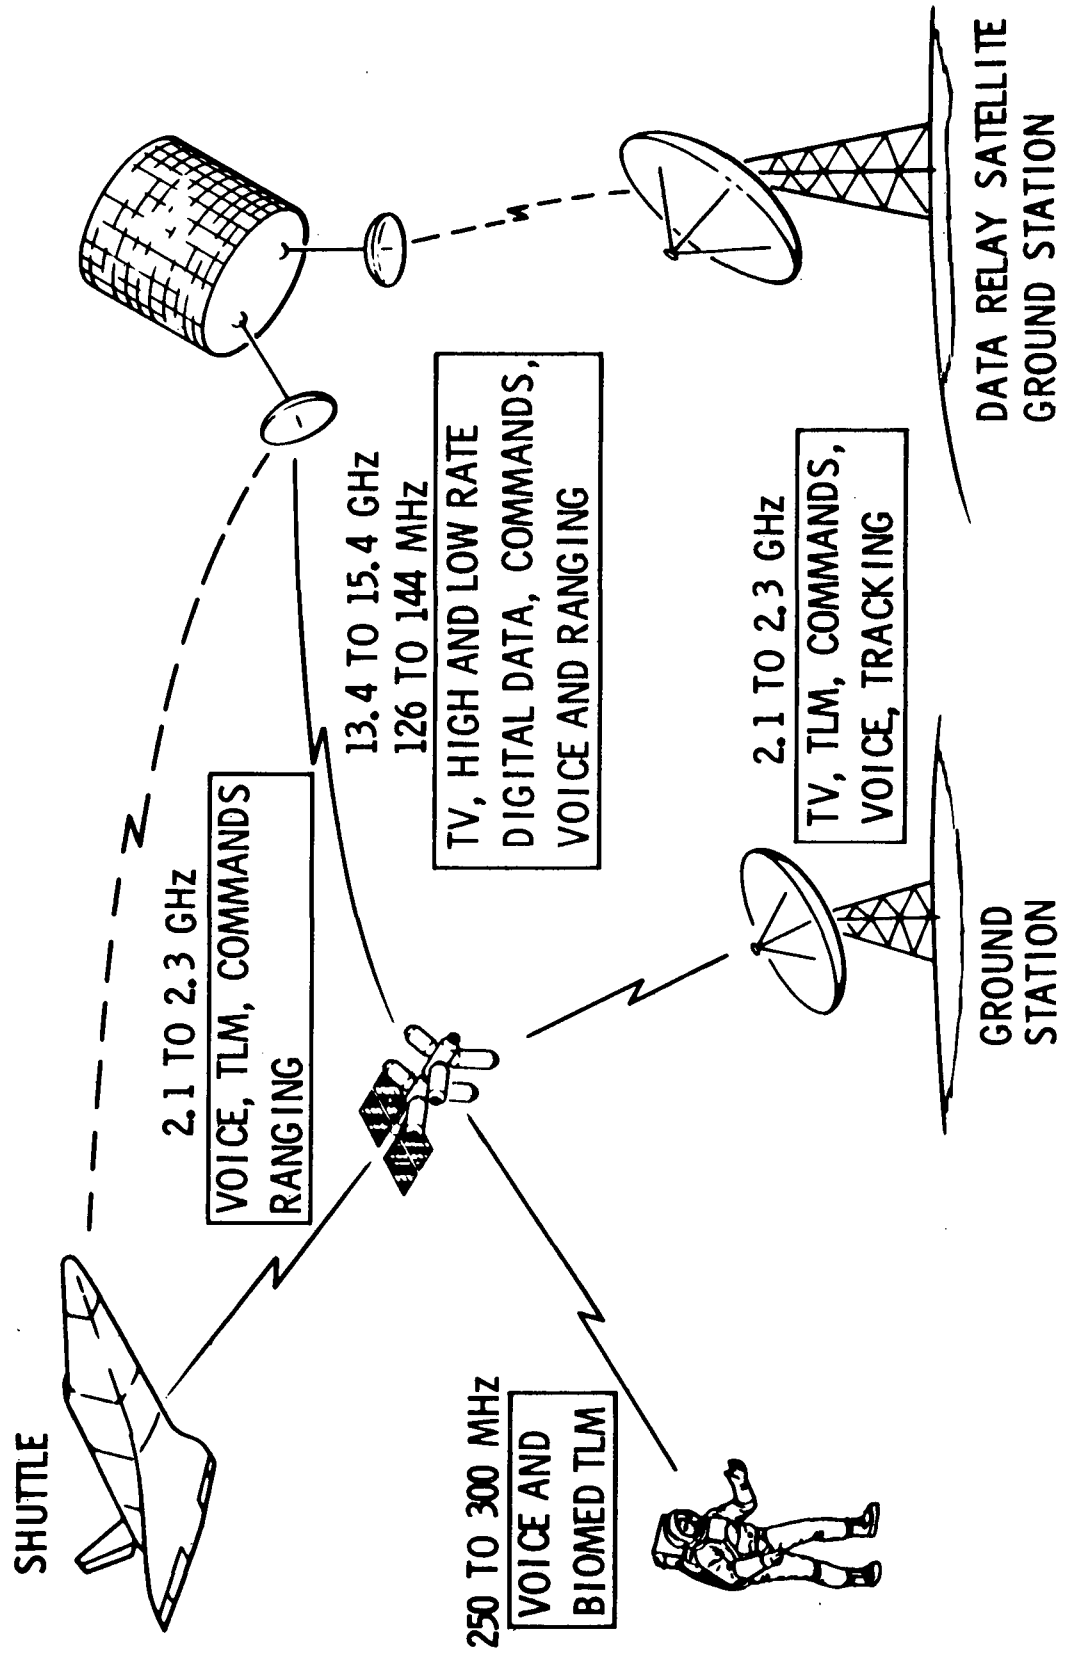 SHUTTLE
2.1 TO 2.3 GHz
VOICE, TLM, COMMANDS
RANGING
13.4 TO 15.4 GHz
126 TO 144 MHz
TV, HIGH AND LOW RATE
DIGITAL DATA, COMMANDS,
VOICE AND RANGING
250 TO 300 MHz
VOICE AND
BIOMED TLM
2.1 TO 2.3 GHz
TV, TLM, COMMANDS,
VOICE, TRACKING
GROUND
STATION
DATA RELAY SATELLITE
GROUND STATION